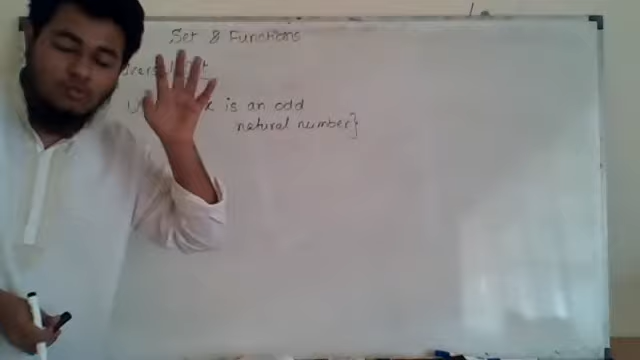 Set & Functions
U
x is an odd
natural number}